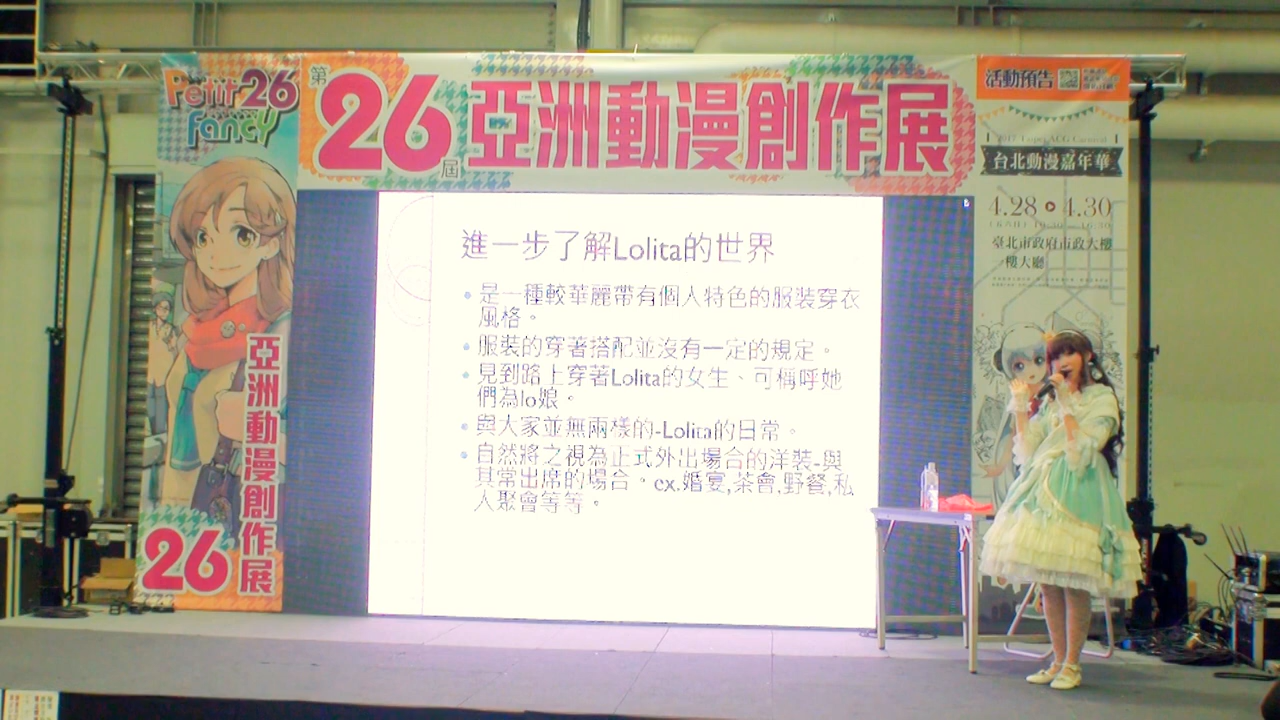 Petit 26
Fancy
第26屆 亞洲動漫創作展
活動預告
2017 Taipei ACG Carnival
台北動漫嘉年華
4.28 4.30
臺北市政府市政大樓
一樓大廳
進一步了解Lolita的世界
是一種較華麗帶有個人特色的服裝穿衣
風格。
服裝的穿著搭配並沒有一定的規定。
見到路上穿著Lolita的女生、可稱呼她
們為lo娘。
與大家並無兩樣的-Lolita的日常。
自然將之視為正式外出場合的洋裝-與
其常出席的場合。ex.婚宴,茶會,野餐,私
人聚會等等。
亞洲動漫創作展
26